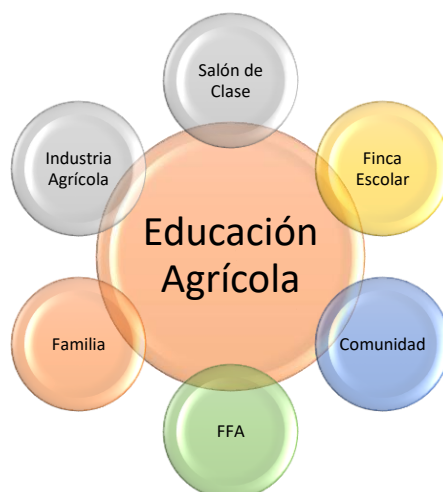 Salón de
Clase
Industria
Agrícola
Finca
Escolar
Educación
Agrícola
Familia
Comunidad
FFA